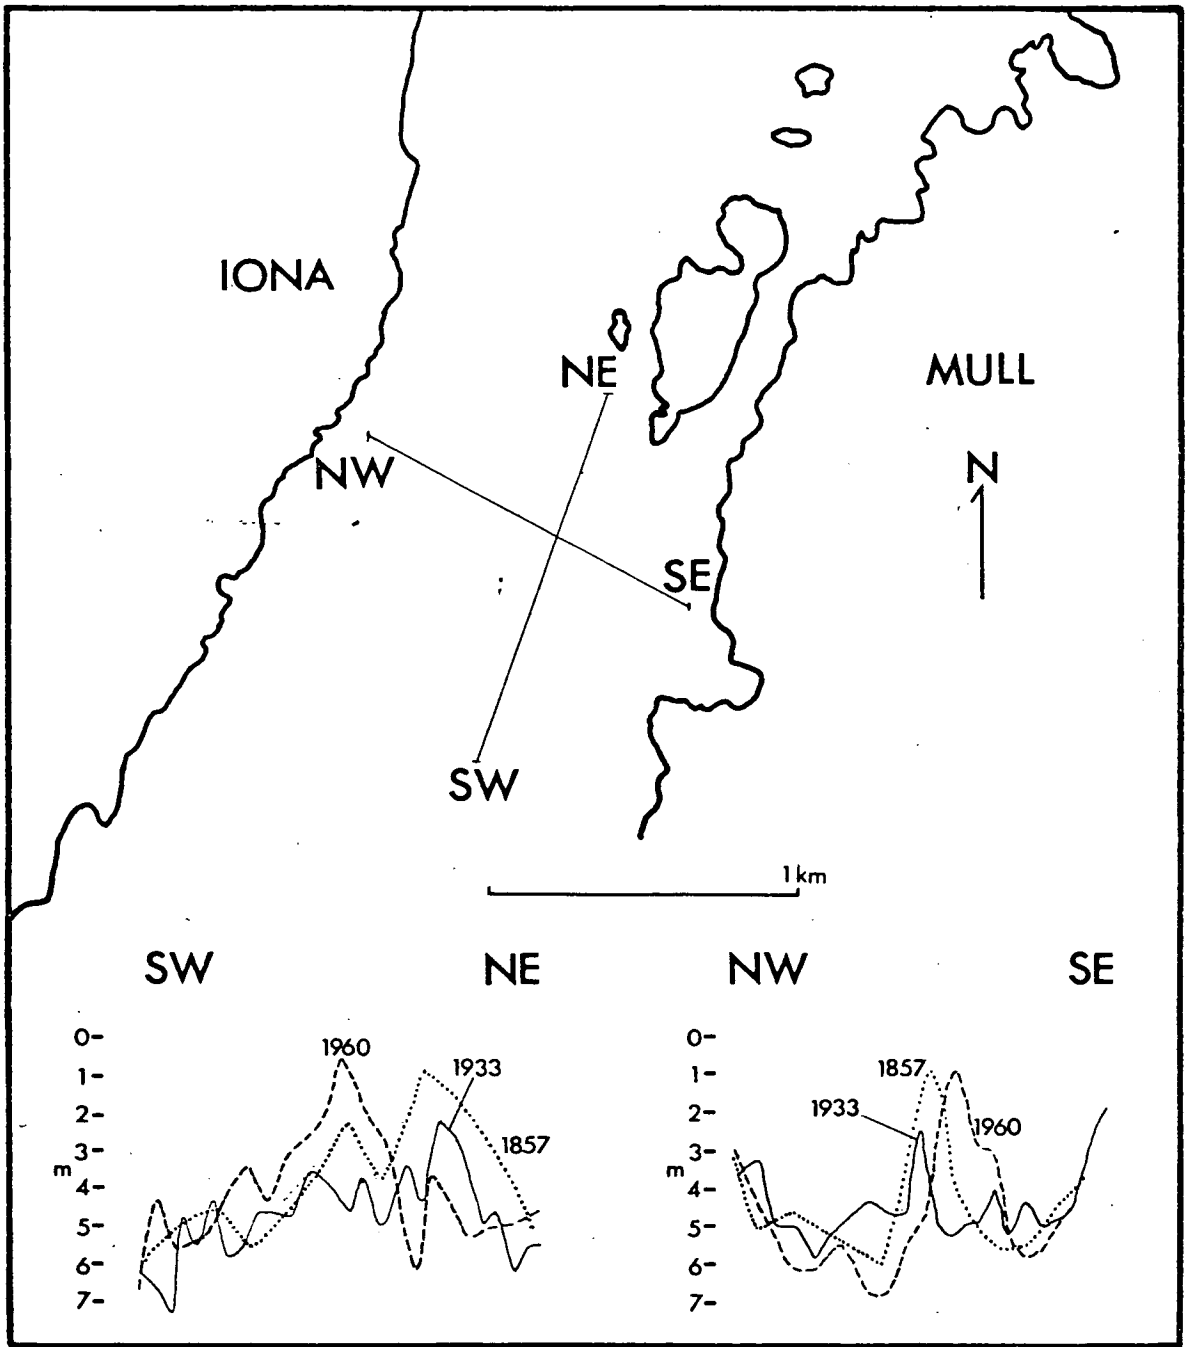 IONA
NE
MULL
NW
N
SE
SW
1 km
SW NE NW SE
0-
1-
2-
3-
m
4-
5-
6-
7-
1960
1933
1857
0-
1-
2-
3-
m
4-
5-
6-
7-
1857
1933
1960